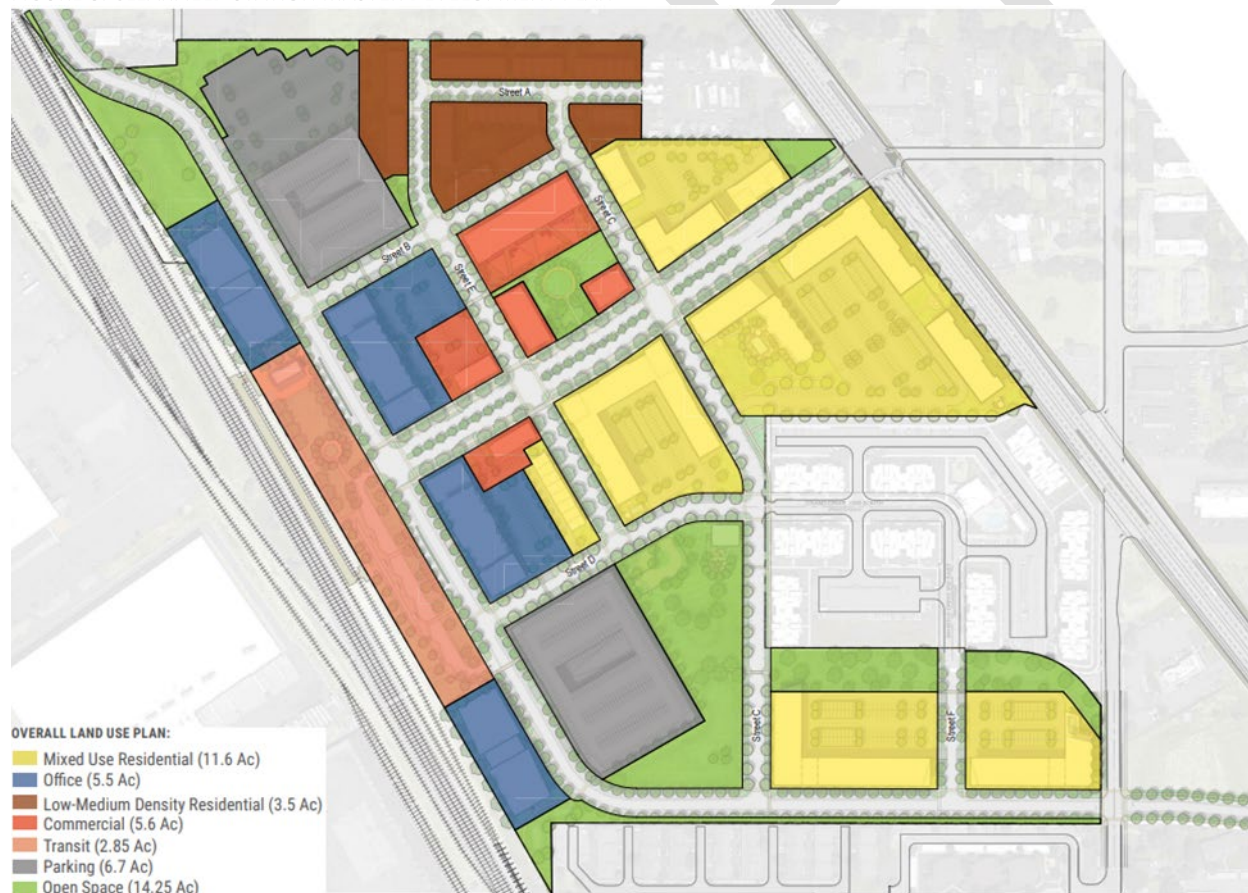 Street A
Street C
Street B
Street E
Street D
Street C
Street F
OVERALL LAND USE PLAN:
Mixed Use Residential (11.6 Ac)
Office (5.5 Ac)
Low-Medium Density Residential (3.5 Ac)
Commercial (5.6 Ac)
Transit (2.85 Ac)
Parking (6.7 Ac)
Open Space (14.25 Ac)